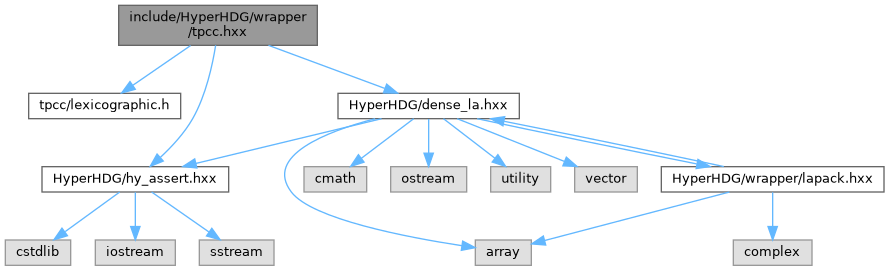 include/HyperHDG/wrapper
/tpcc.hxx
tpcc/lexicographic.h
HyperHDG/dense_la.hxx
HyperHDG/hy_assert.hxx
cmath
ostream
utility
vector
HyperHDG/wrapper/lapack.hxx
cstdlib
iostream
sstream
array
complex